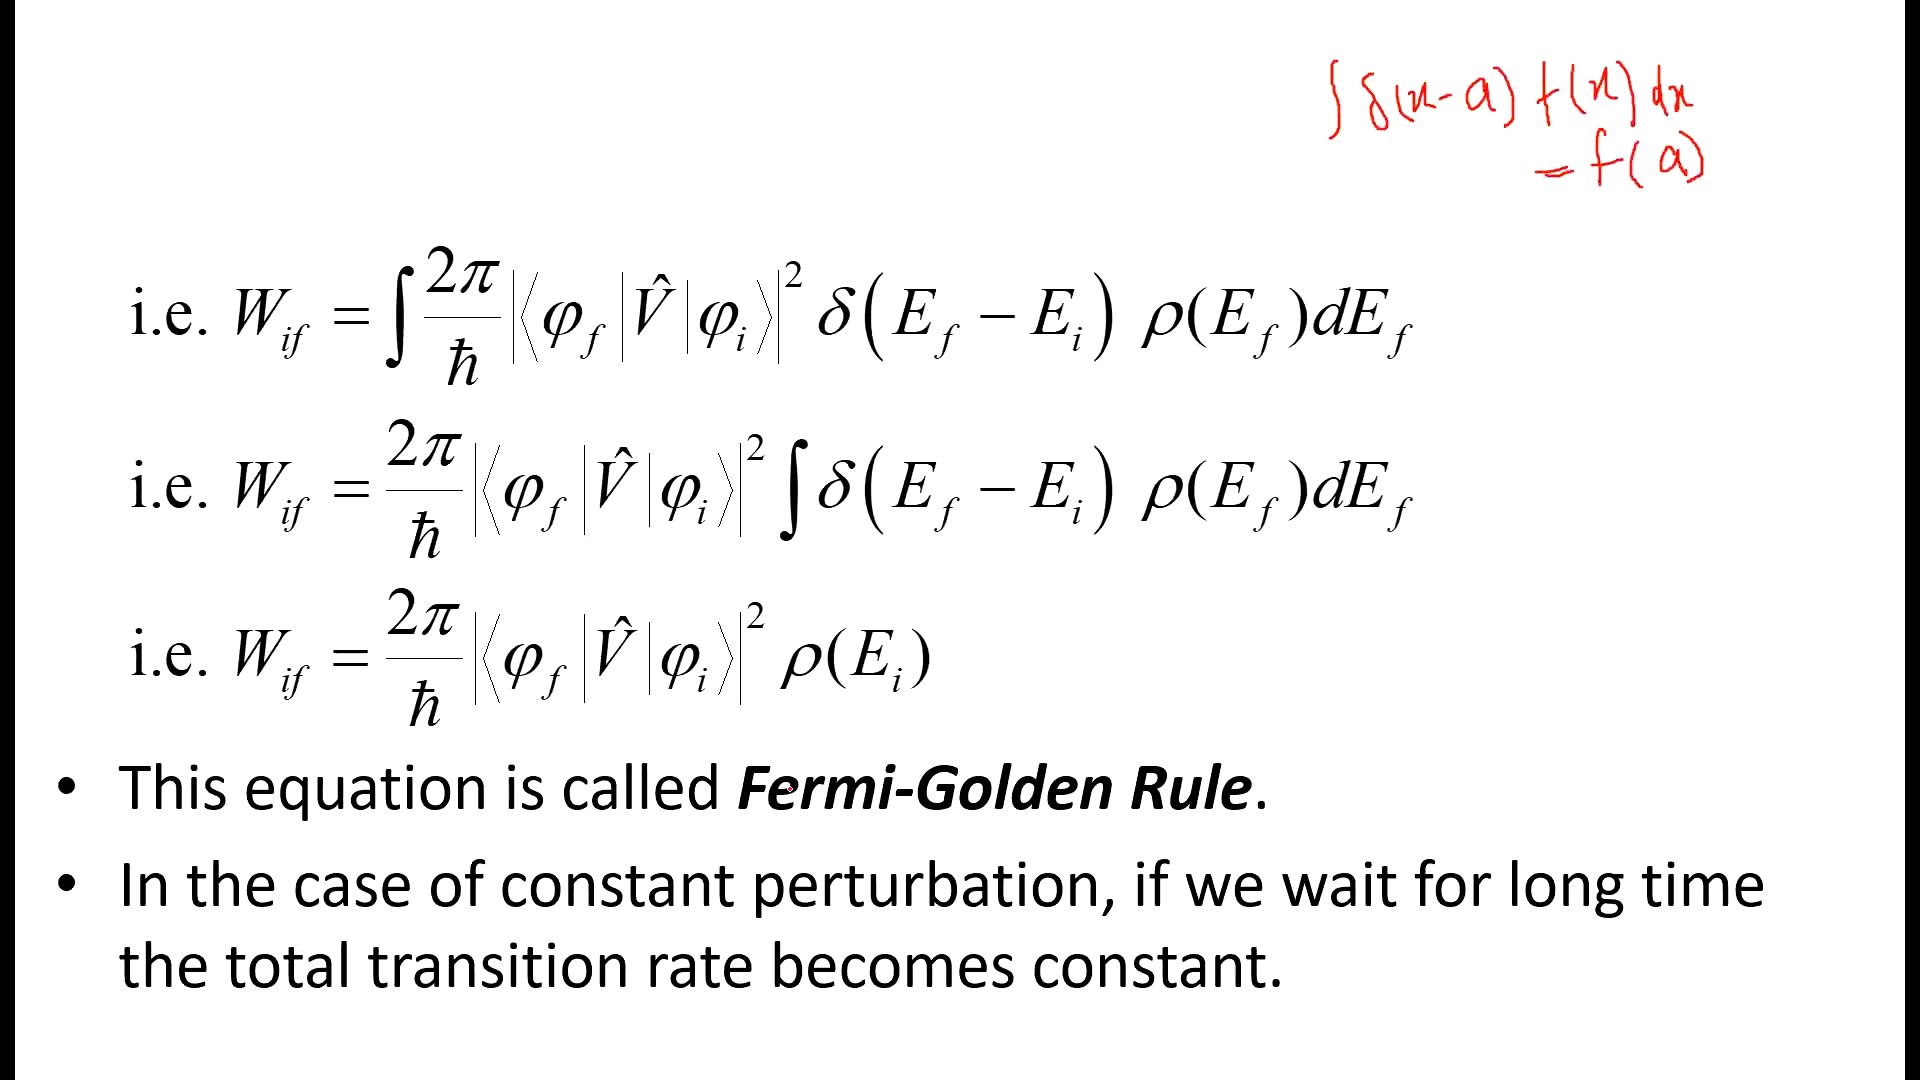 ∫ δ(x-a) f(x) dx
= f(a)
i.e. W_if = ∫ 2π/ħ |⟨φ_f|V̂|φ_i⟩|² δ(E_f − E_i) ρ(E_f)dE_f
i.e. W_if = 2π/ħ |⟨φ_f|V̂|φ_i⟩|² ∫ δ(E_f − E_i) ρ(E_f)dE_f
i.e. W_if = 2π/ħ |⟨φ_f|V̂|φ_i⟩|² ρ(E_i)
• This equation is called Fermi-Golden Rule.
• In the case of constant perturbation, if we wait for long time
the total transition rate becomes constant.